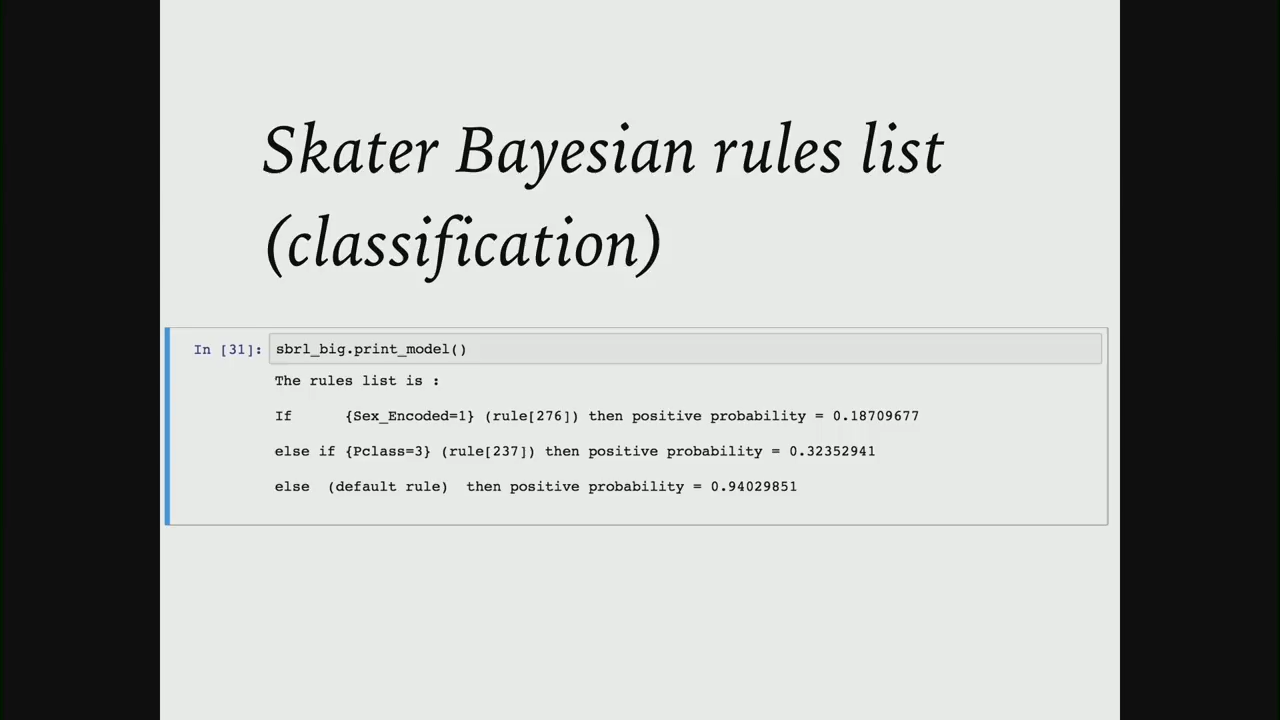 Skater Bayesian rules list
(classification)
In [31]: sbrl_big.print_model()
The rules list is :
If      {Sex_Encoded=1} (rule[276]) then positive probability = 0.18709677
else if {Pclass=3} (rule[237]) then positive probability = 0.32352941
else  (default rule)  then positive probability = 0.94029851